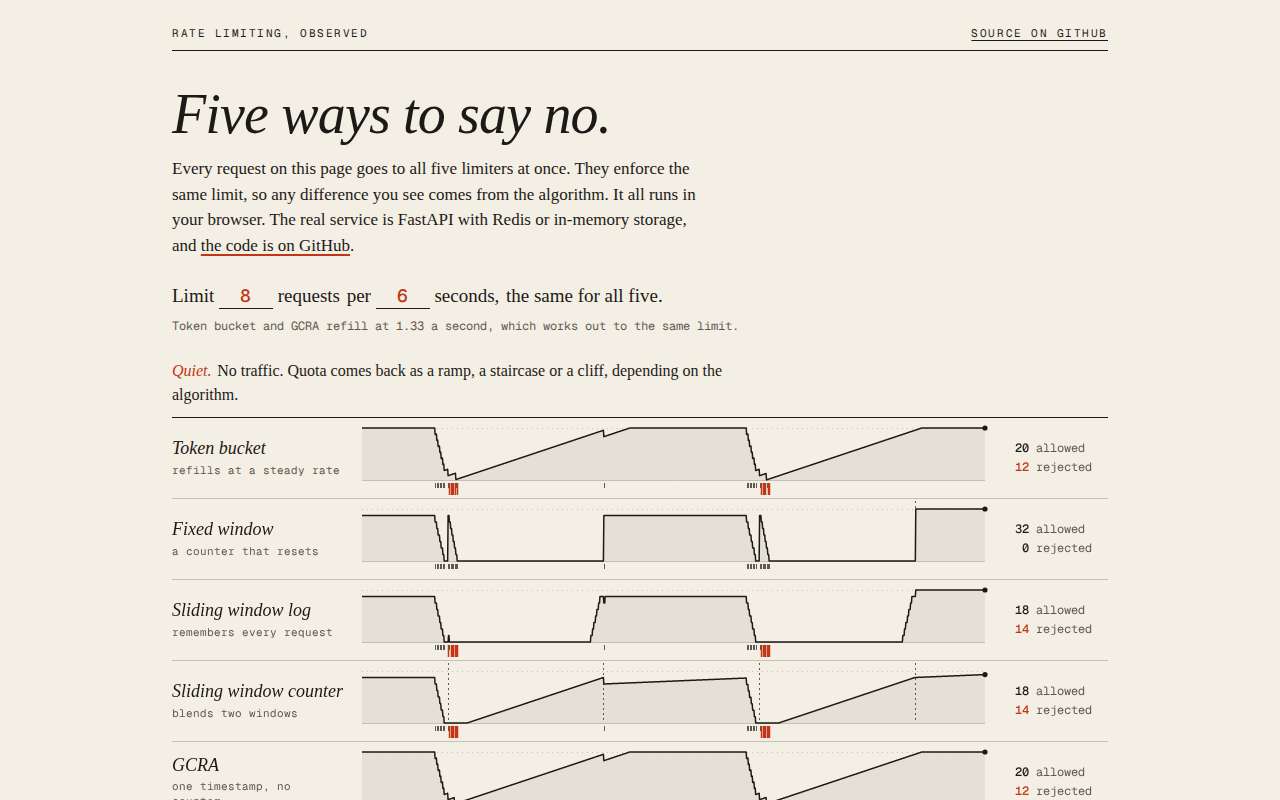 RATE LIMITING, OBSERVED
SOURCE ON GITHUB
Five ways to say no.
Every request on this page goes to all five limiters at once. They enforce the
same limit, so any difference you see comes from the algorithm. It all runs in
your browser. The real service is FastAPI with Redis or in-memory storage,
and the code is on GitHub.
Limit 8 requests per 6 seconds, the same for all five.
Token bucket and GCRA refill at 1.33 a second, which works out to the same limit.
Quiet. No traffic. Quota comes back as a ramp, a staircase or a cliff, depending on the
algorithm.
Token bucket
refills at a steady rate
20 allowed
12 rejected
Fixed window
a counter that resets
32 allowed
0 rejected
Sliding window log
remembers every request
18 allowed
14 rejected
Sliding window counter
blends two windows
18 allowed
14 rejected
GCRA
one timestamp, no
20 allowed
12 rejected